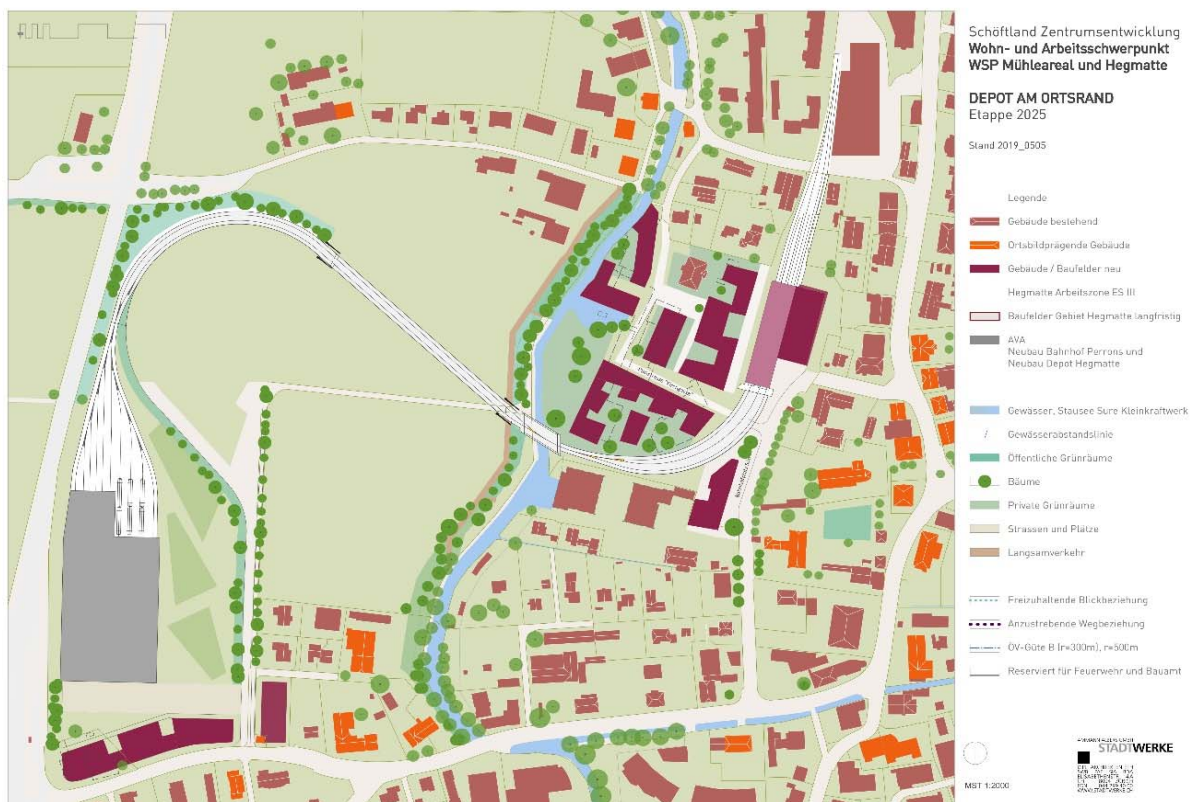 Schöftland Zentrumsentwicklung
Wohn- und Arbeitsschwerpunkt
WSP Mühleareal und Hegmatte
DEPOT AM ORTSRAND
Etappe 2025
Stand 2019_0505
Legende
Gebäude bestehend
Ortsbildprägende Gebäude
Gebäude / Baufelder neu
Hegmatte Arbeitszone ES III
Baufelder Gebiet Hegmatte langfristig
AVA
Neubau Bahnhof Perrons und
Neubau Depot Hegmatte
Gewässer, Stausee Sure Kleinkraftwerk
Gewässerabstandslinie
Öffentliche Grünräume
Bäume
Private Grünräume
Strassen und Plätze
Langsamverkehr
Freizuhaltende Blickbeziehung
Anzustrebende Wegbeziehung
ÖV-Güte B (r=300m), r=500m
Reserviert für Feuerwehr und Bauamt
MST 1:2000
STADTWERKE